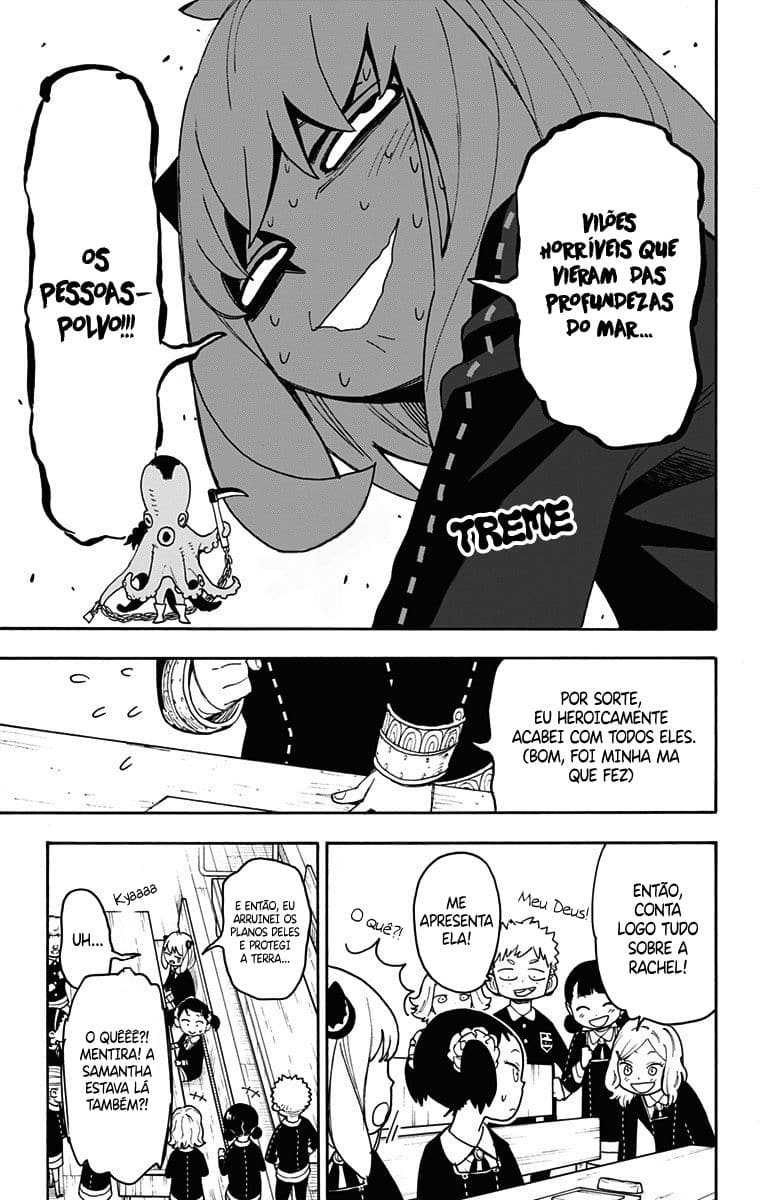 VILÕES
HORRÍVEIS QUE
VIERAM DAS
PROFUNDEZAS
DO MAR...
OS
PESSOAS-
POLVO!!!
TREME
POR SORTE,
EU HEROICAMENTE
ACABEI COM TODOS ELES.
(BOM, FOI MINHA MA
QUE FEZ)
ENTÃO,
CONTA
LOGO TUDO
SOBRE A
RACHEL!
Meu Deus!
ME
APRESENTA
ELA!
O quê?!
E ENTÃO, EU
ARRUINEI OS
PLANOS DELES
E PROTEGI
A TERRA...
Kyaaaa
UH...
O QUÊÊÊ?!
MENTIRA! A
SAMANTHA
ESTAVA LÁ
TAMBÉM?!